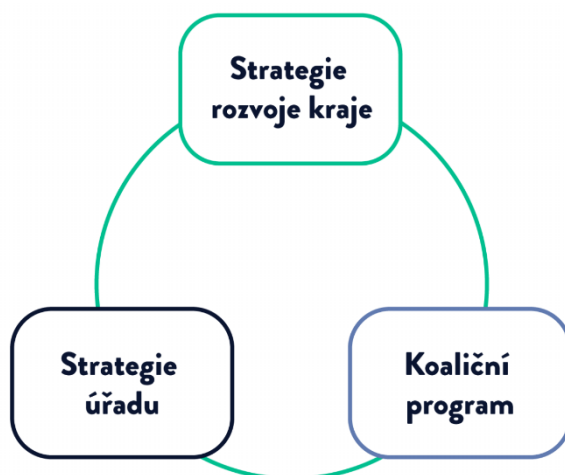 Strategie
rozvoje kraje
Strategie
úřadu
Koaliční
program